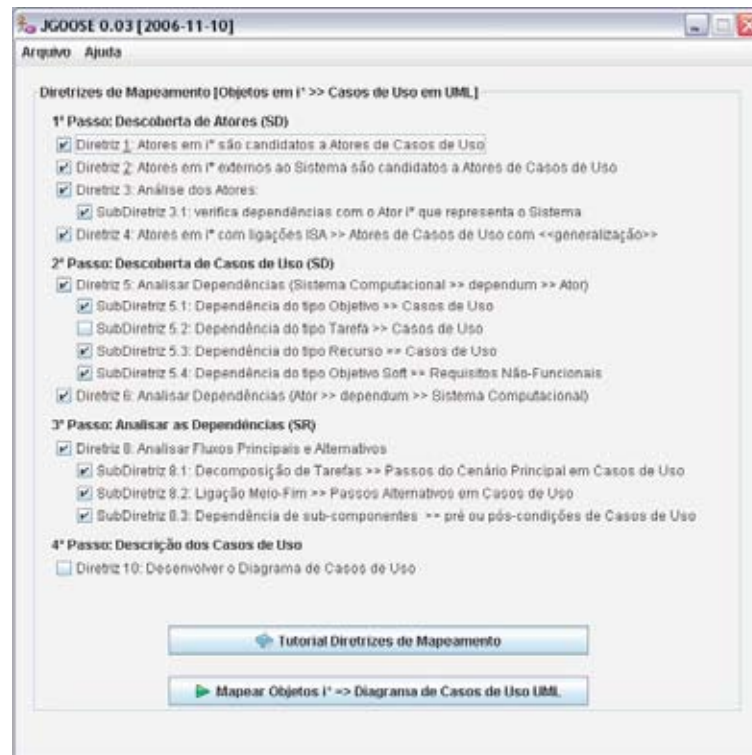 JGOOSE 0.03 [2006-11-10]
Arquivo Ajuda
Diretrizes de Mapeamento [Objetos em i* >> Casos de Uso em UML]
1º Passo: Descoberta de Atores (SD)
Diretriz 1: Atores em i* são candidatos a Atores de Casos de Uso
Diretriz 2: Atores em i* externos ao Sistema são candidatos a Atores de Casos de Uso
Diretriz 3: Análise dos Atores:
SubDiretriz 3.1: verifica dependências com o Ator i* que representa o Sistema
Diretriz 4: Atores em i* com ligações ISA >> Atores de Casos de Uso com <<generalização>>
2º Passo: Descoberta de Casos de Uso (SD)
Diretriz 5: Analisar Dependências (Sistema Computacional >> dependum >> Ator)
SubDiretriz 5.1: Dependência do tipo Objetivo >> Casos de Uso
SubDiretriz 5.2: Dependência do tipo Tarefa >> Casos de Uso
SubDiretriz 5.3: Dependência do tipo Recurso >> Casos de Uso
SubDiretriz 5.4: Dependência do tipo Objetivo Soft >> Requisitos Não-Funcionais
Diretriz 6: Analisar Dependências (Ator >> dependum >> Sistema Computacional)
3º Passo: Analisar as Dependências (SR)
Diretriz 8: Analisar Fluxos Principais e Alternativos
SubDiretriz 8.1: Decomposição de Tarefas >> Passos do Cenário Principal em Casos de Uso
SubDiretriz 8.2: Ligação Meio-Fim >> Passos Alternativos em Casos de Uso
SubDiretriz 8.3: Dependência de sub-componentes >> pré ou pós-condições de Casos de Uso
4º Passo: Descrição dos Casos de Uso
Diretriz 10: Desenvolver o Diagrama de Casos de Uso
Tutorial Diretrizes de Mapeamento
Mapear Objetos i* => Diagrama de Casos de Uso UML